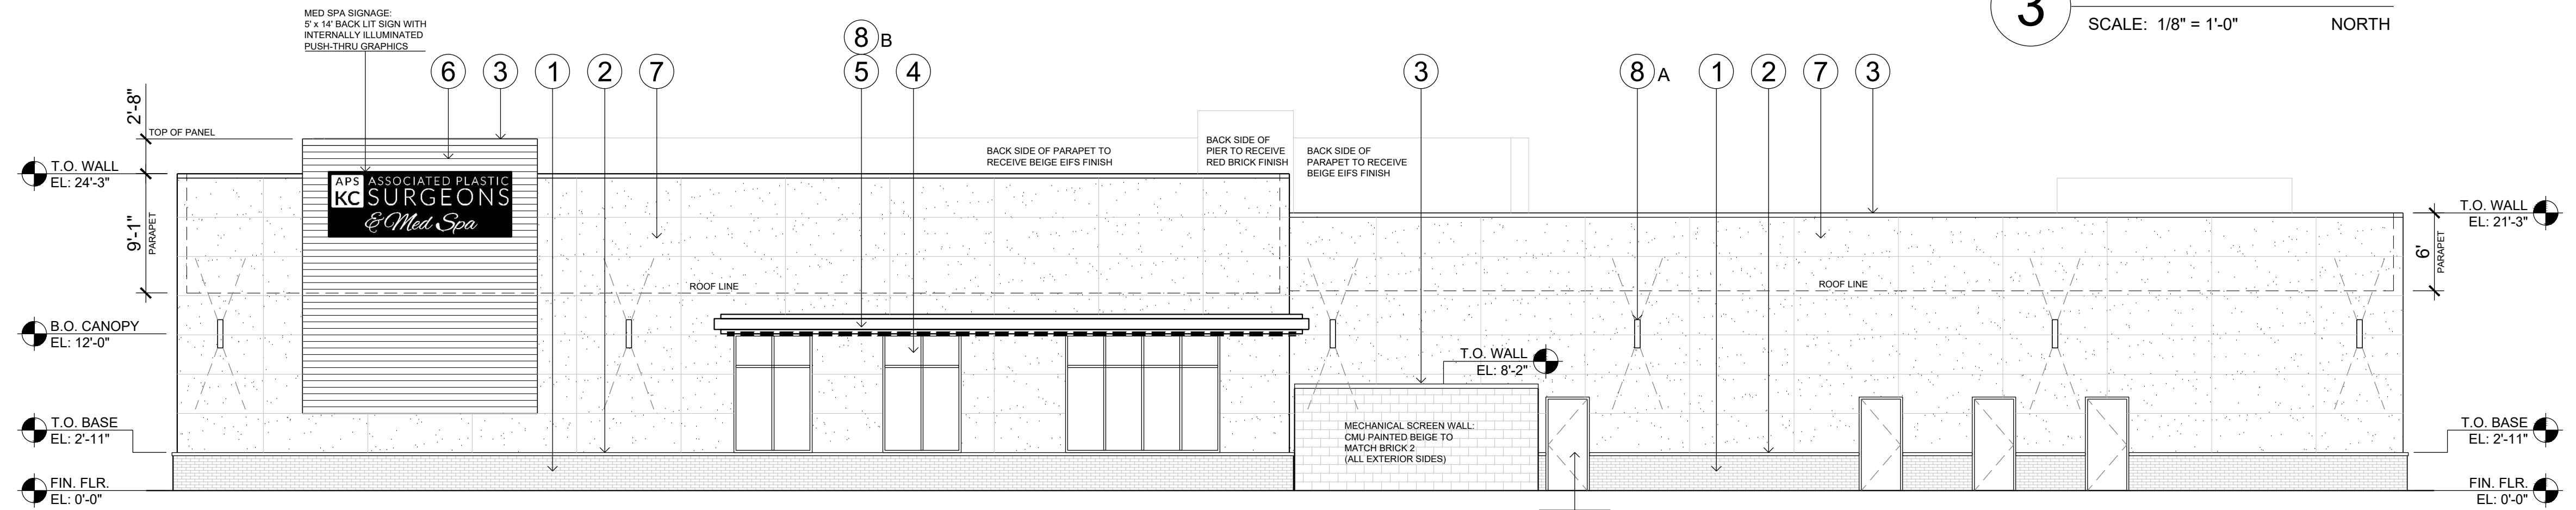 MED SPA SIGNAGE:
5' x 14' BACK LIT SIGN WITH
INTERNALLY ILLUMINATED
PUSH-THRU GRAPHICS
3
SCALE: 1/8" = 1'-0" NORTH
8 B
6 3 1 2 7 5 4 3 8 A 1 2 7 3
2'-8"
TOP OF PANEL
T.O. WALL
EL: 24'-3"
9'-1"
PARAPET
B.O. CANOPY
EL: 12'-0"
T.O. BASE
EL: 2'-11"
FIN. FLR.
EL: 0'-0"
APS
KC
ASSOCIATED PLASTIC
SURGEONS
& Med Spa
ROOF LINE
BACK SIDE OF PARAPET TO
RECEIVE BEIGE EIFS FINISH
BACK SIDE OF
PIER TO RECEIVE
RED BRICK FINISH
BACK SIDE OF
PARAPET TO RECEIVE
BEIGE EIFS FINISH
T.O. WALL
EL: 8'-2"
MECHANICAL SCREEN WALL:
CMU PAINTED BEIGE TO
MATCH BRICK 2
(ALL EXTERIOR SIDES)
ROOF LINE
T.O. WALL
EL: 21'-3"
6'
PARAPET
T.O. BASE
EL: 2'-11"
FIN. FLR.
EL: 0'-0"